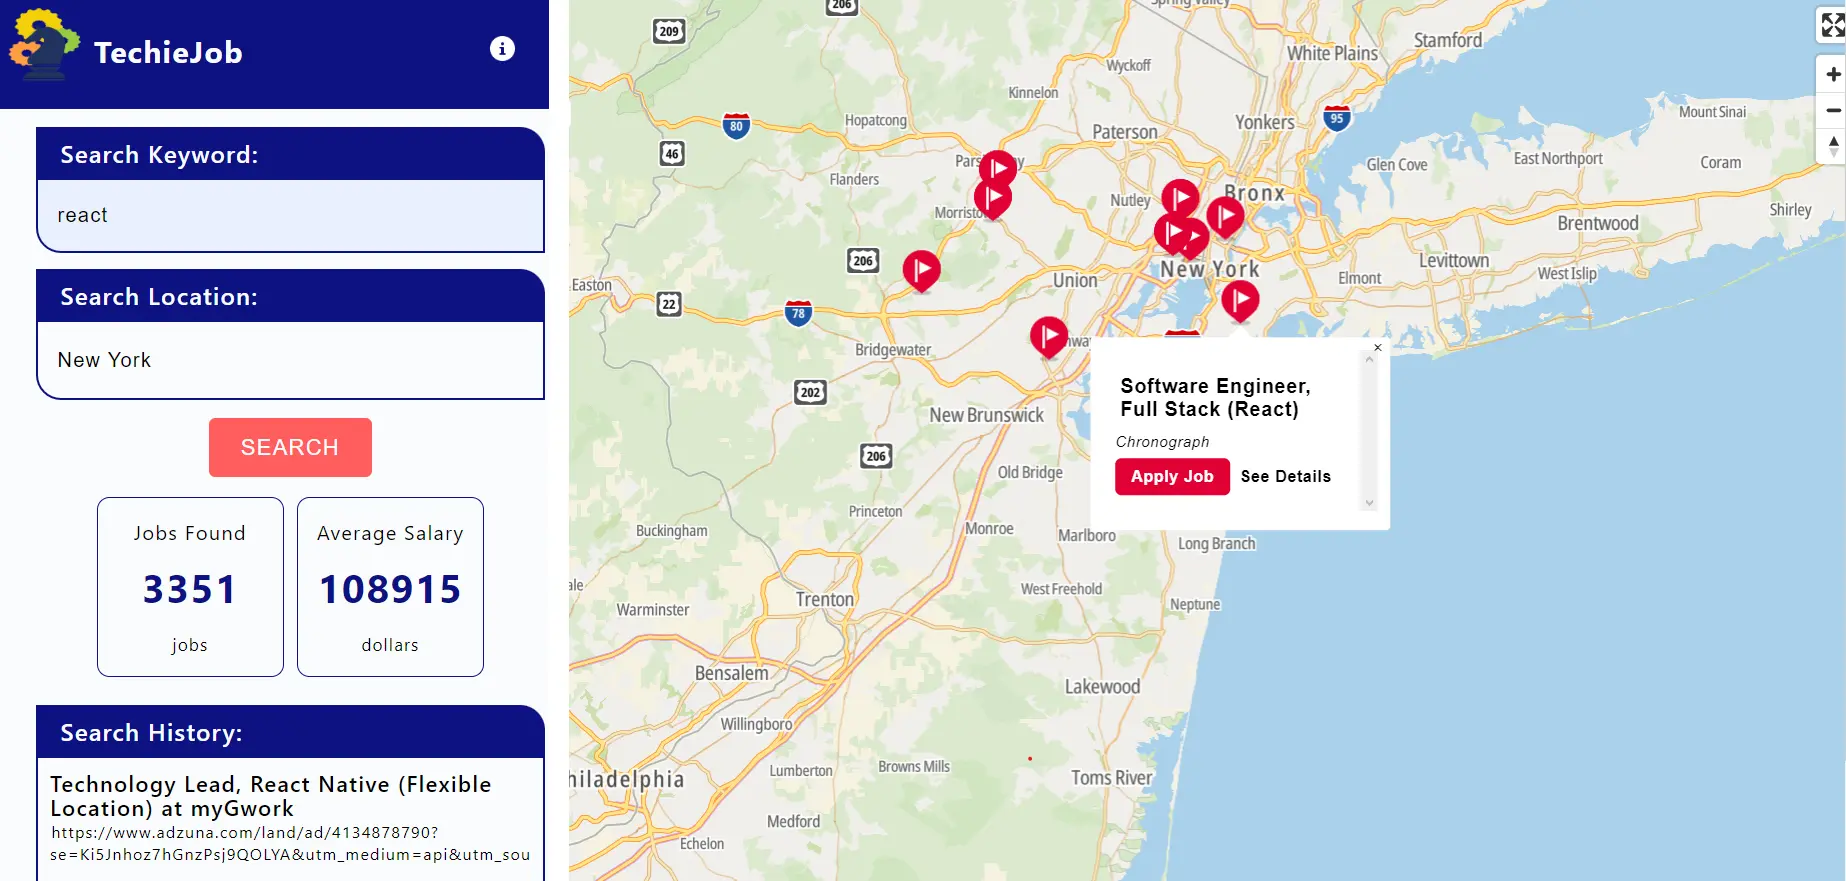 TechieJob
Search Keyword:
react
Search Location:
New York
SEARCH
Jobs Found
3351
jobs
Average Salary
108915
dollars
Search History:
Technology Lead, React Native (Flexible
Location) at myGwork
https://www.adzuna.com/land/ad/4134878790?
se=Ki5Jnhoz7hGnzPsj9QOLYA&utm_medium=api&utm_sou
206
Spring Valley
209
Stamford
White Plains
Wyckoff
Kinnelon
80
Hopatcong
Paterson
Yonkers
95
Mount Sinai
46
Glen Cove
East Northport
Coram
Flanders
Nutley
Bronx
Morristo
Shirley
Brentwood
206
New York
Levittown
West Islip
Elmont
Easton
Union
22
78
Bridgewater
202
New Brunswick
×
Software Engineer,
Full Stack (React)
Chronograph
Apply Job
See Details
206
Old Bridge
Princeton
Buckingham
Monroe
Marlboro
Long Branch
West Freehold
Trenton
Neptune
Warminster
Bensalem
Lakewood
Willingboro
Lumberton
Browns Mills
Toms River
hiladelphia
Medford
Echelon